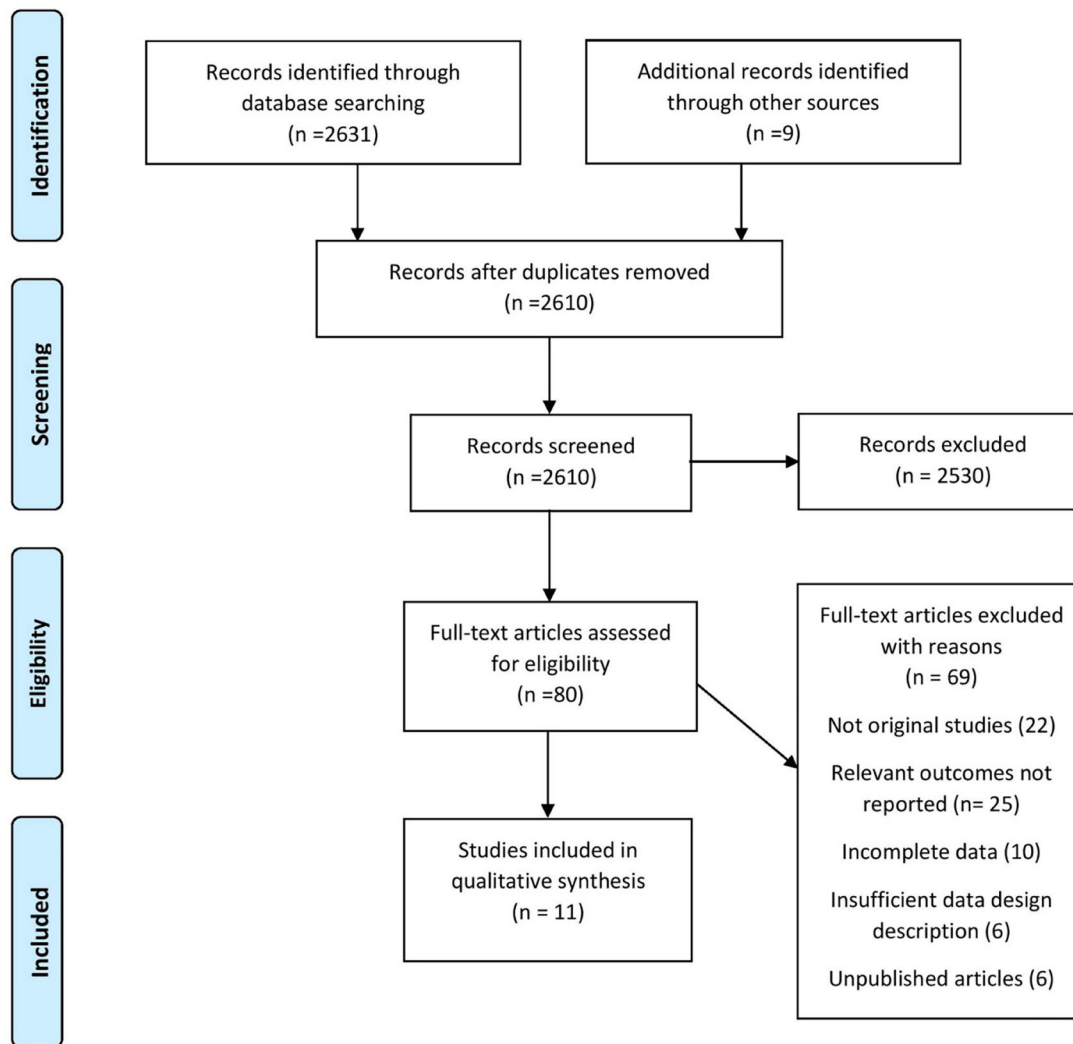 Identification
Records identified through
database searching
(n =2631)
Additional records identified
through other sources
(n =9)
Records after duplicates removed
(n =2610)
Screening
Records screened
(n =2610)
Records excluded
(n = 2530)
Eligibility
Full-text articles assessed
for eligibility
(n =80)
Full-text articles excluded
with reasons
(n = 69)
Not original studies (22)
Relevant outcomes not
reported (n= 25)
Incomplete data (10)
Insufficient data design
description (6)
Unpublished articles (6)
Included
Studies included in
qualitative synthesis
(n = 11)